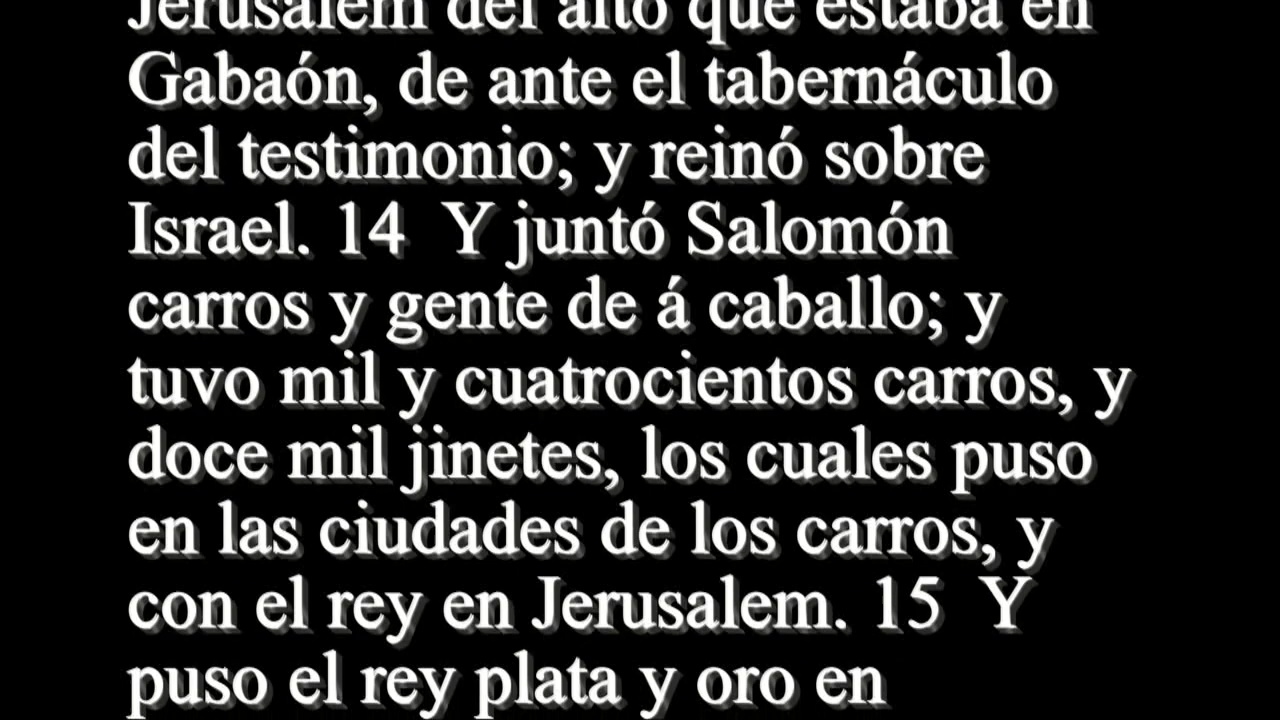 Jerusalem del alto que estaba en
Gabaón, de ante el tabernáculo
del testimonio; y reinó sobre
Israel. 14  Y juntó Salomón
carros y gente de á caballo; y
tuvo mil y cuatrocientos carros, y
doce mil jinetes, los cuales puso
en las ciudades de los carros, y
con el rey en Jerusalem. 15  Y
puso el rey plata y oro en